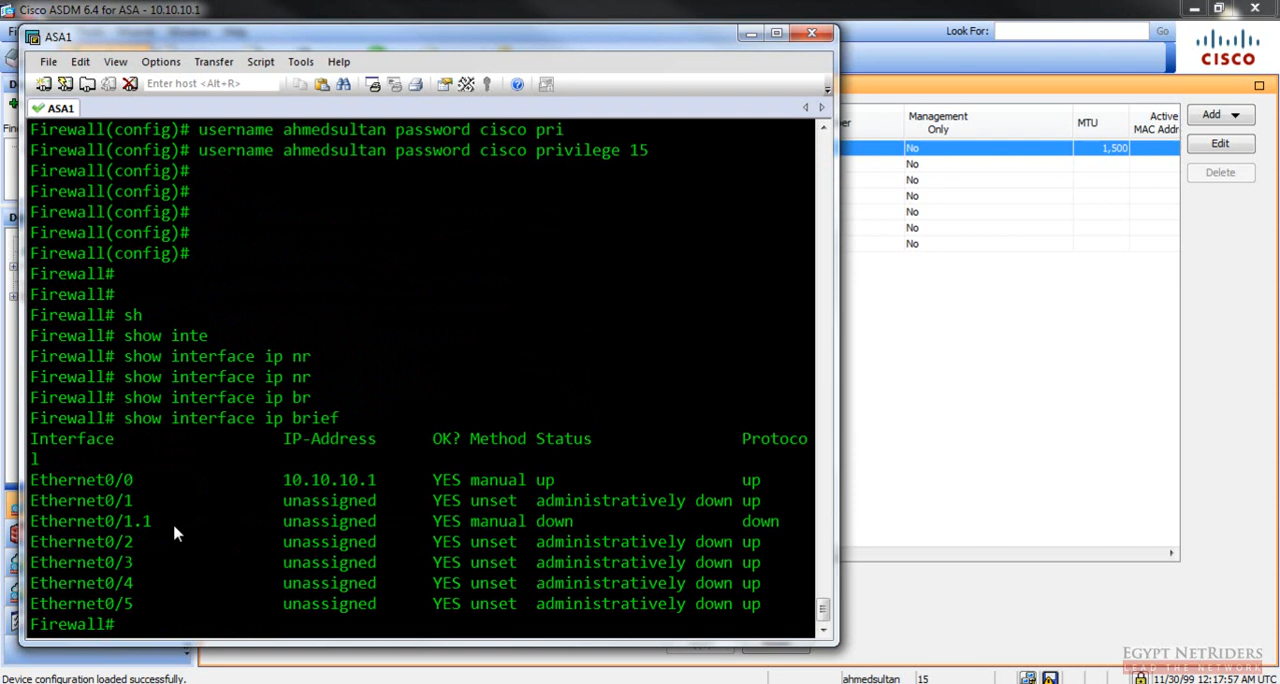 Cisco ASDM 6.4 for ASA - 10.10.10.1
ASA1
Look For:
Go
CISCO
File Edit View Options Transfer Script Tools Help
Enter host <Alt+R>
ASA1
Firewall(config)# username ahmedsultan password cisco pri
Firewall(config)# username ahmedsultan password cisco privilege 15
Firewall(config)#
Firewall(config)#
Firewall(config)#
Firewall(config)#
Firewall(config)#
Firewall#
Firewall#
Firewall# sh
Firewall# show inte
Firewall# show interface ip nr
Firewall# show interface ip nr
Firewall# show interface ip br
Firewall# show interface ip brief
Interface IP-Address OK? Method Status Protoco
l
Ethernet0/0 10.10.10.1 YES manual up up
Ethernet0/1 unassigned YES unset administratively down up
Ethernet0/1.1 unassigned YES manual down down
Ethernet0/2 unassigned YES unset administratively down up
Ethernet0/3 unassigned YES unset administratively down up
Ethernet0/4 unassigned YES unset administratively down up
Ethernet0/5 unassigned YES unset administratively down up
Firewall#
Management
Only
MTU
Active
MAC Addr
No 1,500
No
No
No
No
No
No
Add
Edit
Delete
EGYPT NETRIDERS
LEAD THE NETWORK
Device configuration loaded successfully.
ahmedsultan
15
11/30/99 12:17:57 AM UTC